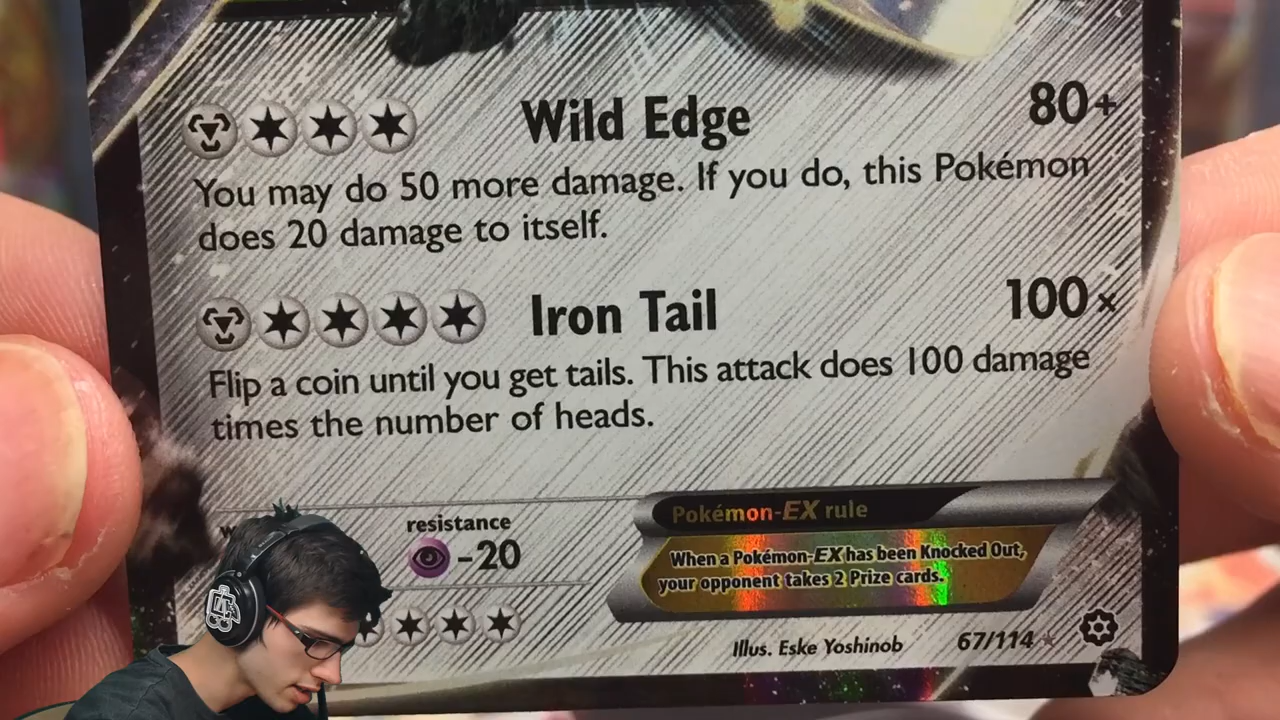 Wild Edge 80+
You may do 50 more damage. If you do, this Pokémon
does 20 damage to itself.
Iron Tail 100×
Flip a coin until you get tails. This attack does 100 damage
times the number of heads.
resistance
-20
Pokémon-EX rule
When a Pokémon-EX has been Knocked Out,
your opponent takes 2 Prize cards.
Illus. Eske Yoshinob 67/114